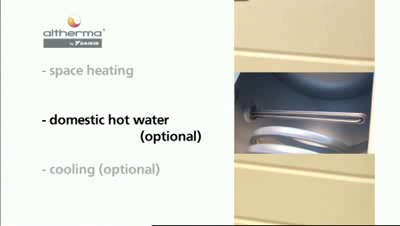 altherma
by DAIKIN
- space heating
- domestic hot water
(optional)
- cooling (optional)